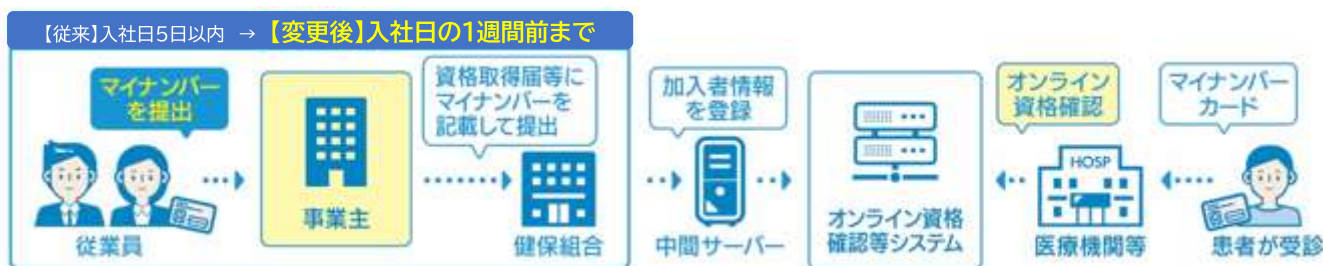 【従来】入社日5日以内 → 【変更後】入社日の1週間前まで
マイナンバー
を提出
従業員
事業主
資格取得届等に
マイナンバーを
記載して提出
健保組合
加入者情報
を登録
中間サーバー
オンライン資格
確認等システム
オンライン
資格確認
HOSP
医療機関等
マイナンバー
カード
患者が受診